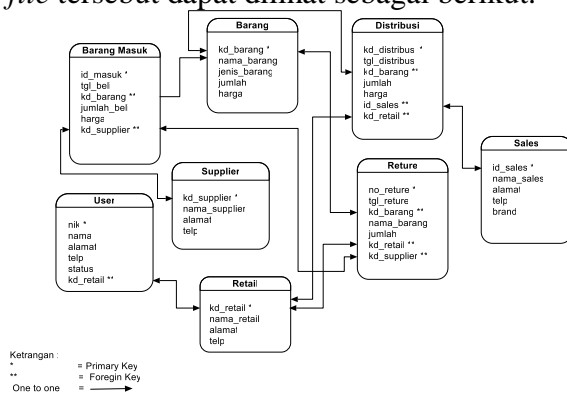 file tersebut dapat dilihat sebagai berikut:
Barang Masuk
id_masuk *
tgl_beli
kd_barang **
jumlah_beli
harga
kd_supplier **
Barang
kd_barang *
nama_barang
jenis_barang
jumlah
harga
Distribusi
kd_distribus *
tgl_distribus
kd_barang **
jumlah
harga
id_sales **
kd_retail **
Sales
id_sales *
nama_sales
alamat
telp
brand
Supplier
kd_supplier *
nama_supplier
alamat
telp
Reture
no_reture *
tgl_reture
kd_barang **
nama_barang
jumlah
kd_retail **
kd_supplier **
User
nik *
nama
alamat
telp
status
kd_retail **
Retail
kd_retail *
nama_retail
alamat
telp
Ketrangan :
* = Primary Key
** = Foregin Key
One to one =